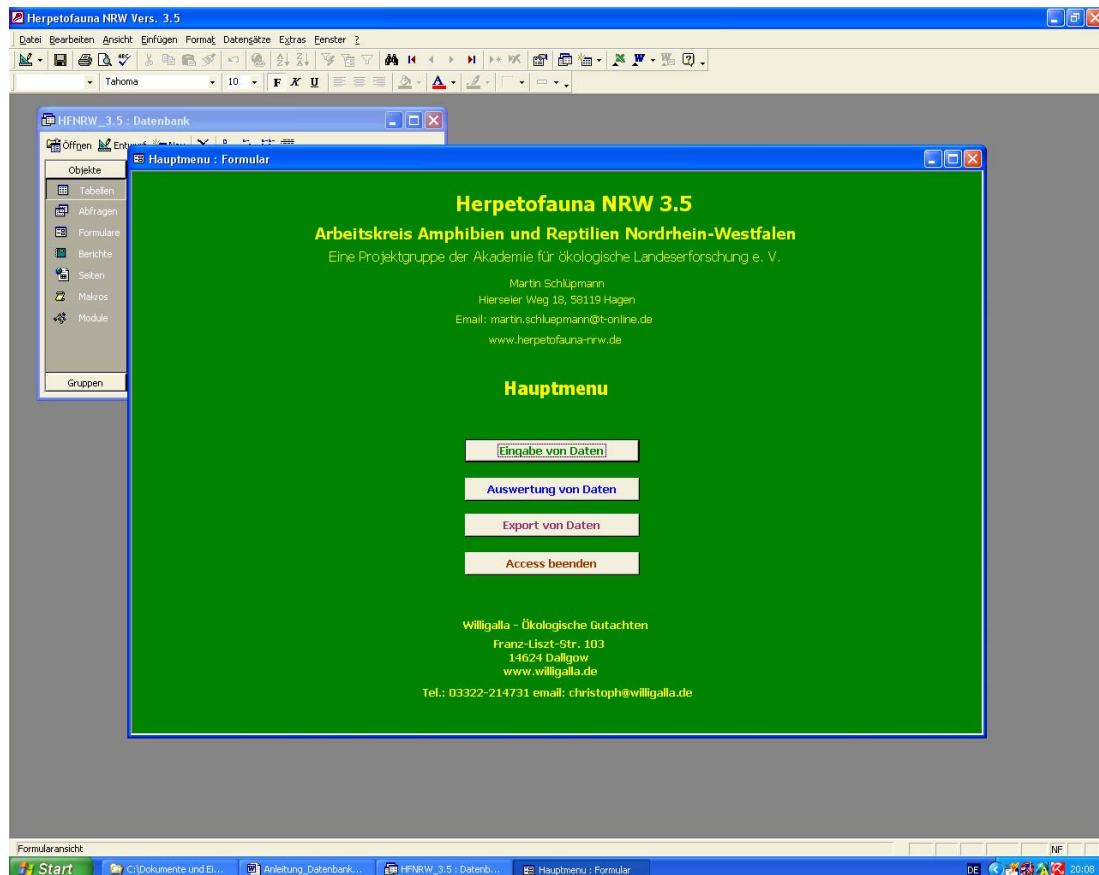 Herpetofauna NRW Vers. 3.5
Datei Bearbeiten Ansicht Einfügen Format Datensätze Extras Fenster ?
Tahoma 10 F K U
HFNRW_3.5 : Datenbank
Öffnen
Objekte
Tabellen
Abfragen
Formulare
Berichte
Seiten
Makros
Module
Gruppen
Hauptmenu : Formular
Herpetofauna NRW 3.5
Arbeitskreis Amphibien und Reptilien Nordrhein-Westfalen
Eine Projektgruppe der Akademie für ökologische Landeserforschung e. V.
Martin Schlüpmann
Hierseier Weg 18, 58119 Hagen
Email: martin.schluepmann@t-online.de
www.herpetofauna-nrw.de
Hauptmenu
Eingabe von Daten
Auswertung von Daten
Export von Daten
Access beenden
Willigalla - Ökologische Gutachten
Franz-Liszt-Str. 103
14624 Dallgow
www.willigalla.de
Tel.: 03322-214731 email: christoph@willigalla.de
Formularansicht
NF
Start C:\Dokumente und Ei... Anleitung_Datenbank... HFNRW_3.5 : Datenb... Hauptmenu : Formular DE 20:08